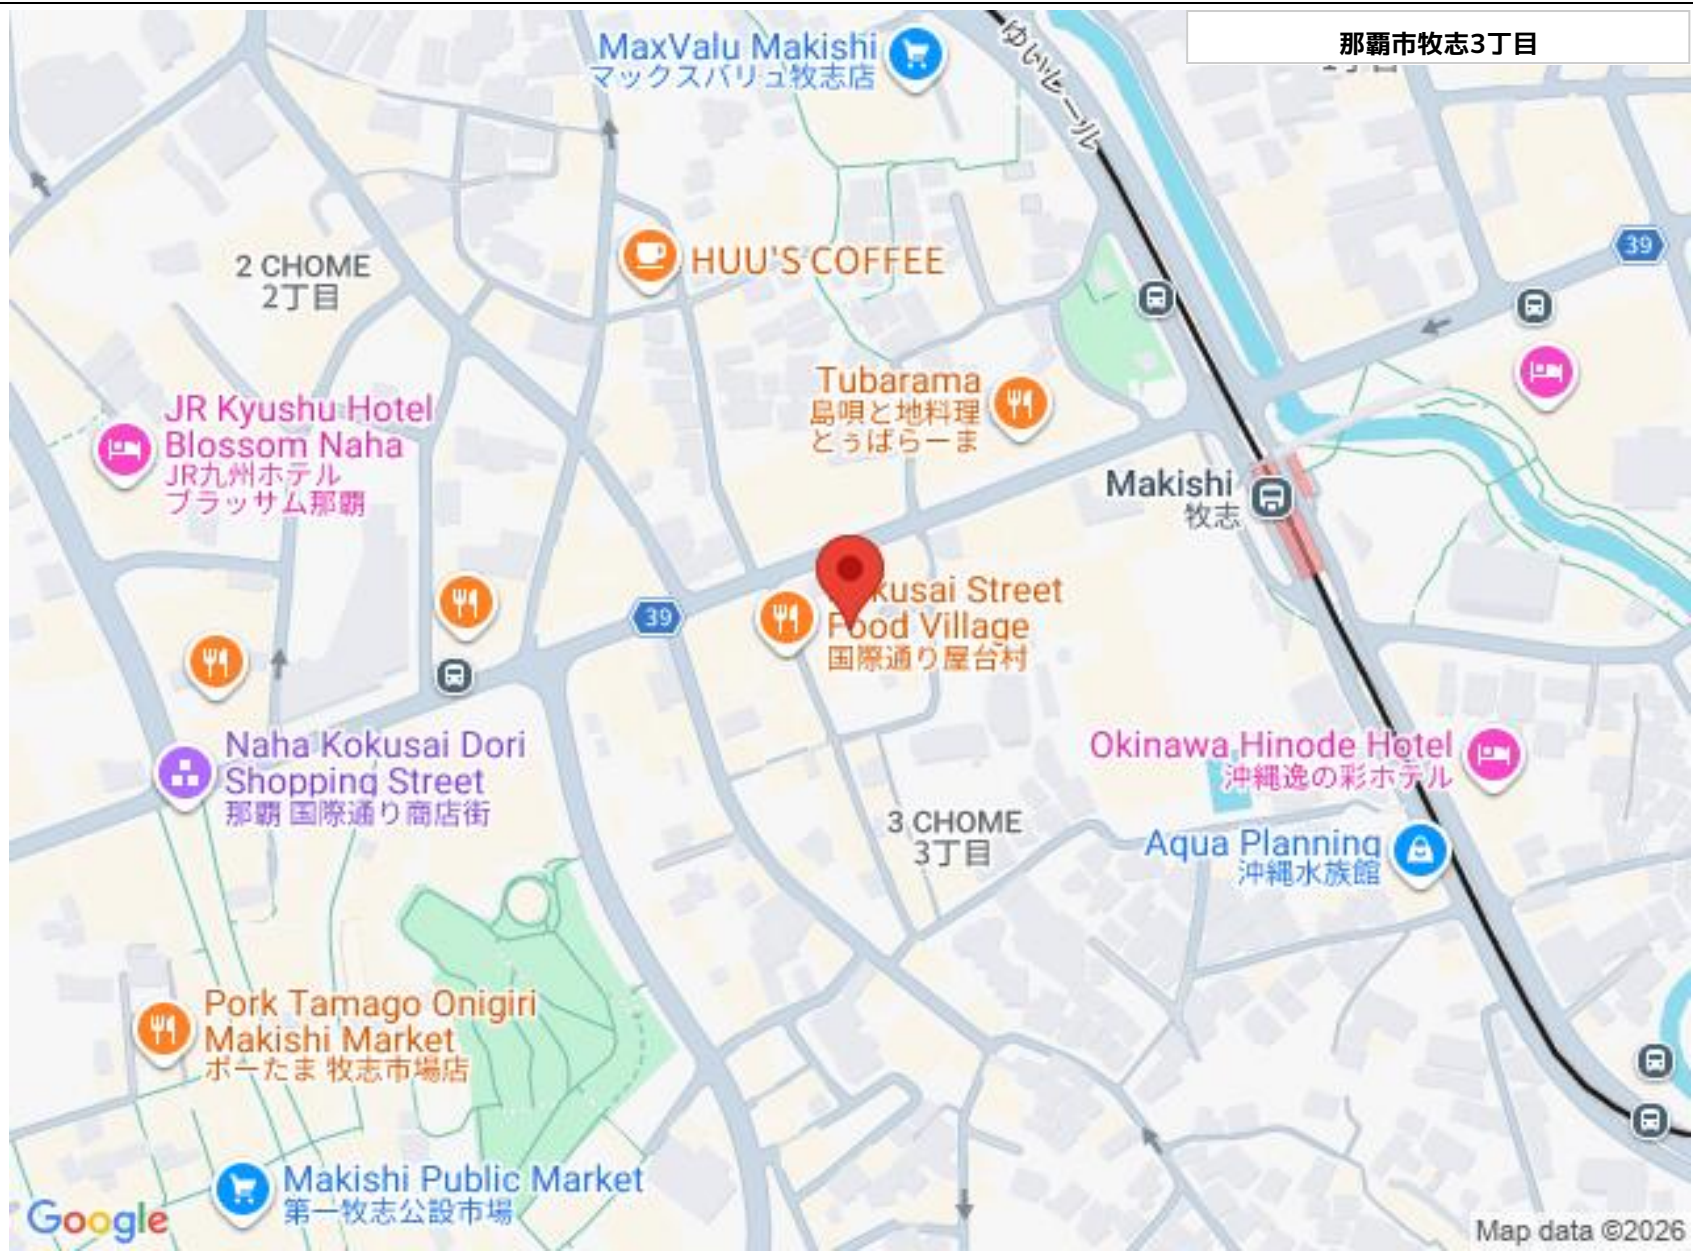 那覇市牧志3丁目
MaxValu Makishi
マックスバリュ牧志店
ゆいレール
HUU'S COFFEE
39
2 CHOME
2丁目
Tubarama
島唄と地料理
とぅばらーま
JR Kyushu Hotel
Blossom Naha
JR九州ホテル
ブラッサム那覇
Makishi
牧志
39
kusai Street
Food Village
国際通り屋台村
Naha Kokusai Dori
Shopping Street
那覇 国際通り商店街
Okinawa Hinode Hotel
沖縄逸の彩ホテル
3 CHOME
3丁目
Aqua Planning
沖縄水族館
Pork Tamago Onigiri
Makishi Market
ポーたま 牧志市場店
Makishi Public Market
第一牧志公設市場
Google
Map data ©2026